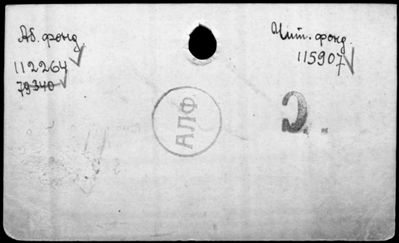 Аб. фонд
112264
79340
Чит. фонд.
115907
АЛФ